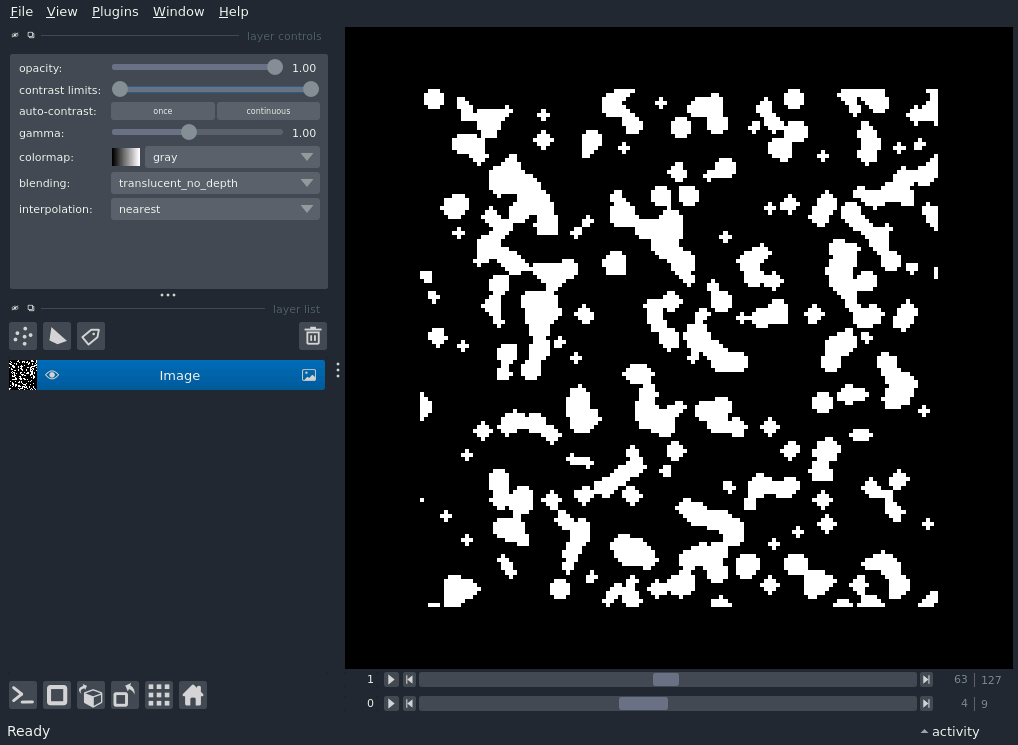 File View Plugins Window Help
layer controls
opacity: 1.00
contrast limits:
auto-contrast: once continuous
gamma: 1.00
colormap: gray
blending: translucent_no_depth
interpolation: nearest
layer list
Image
1 63 127
0 4 9
Ready activity